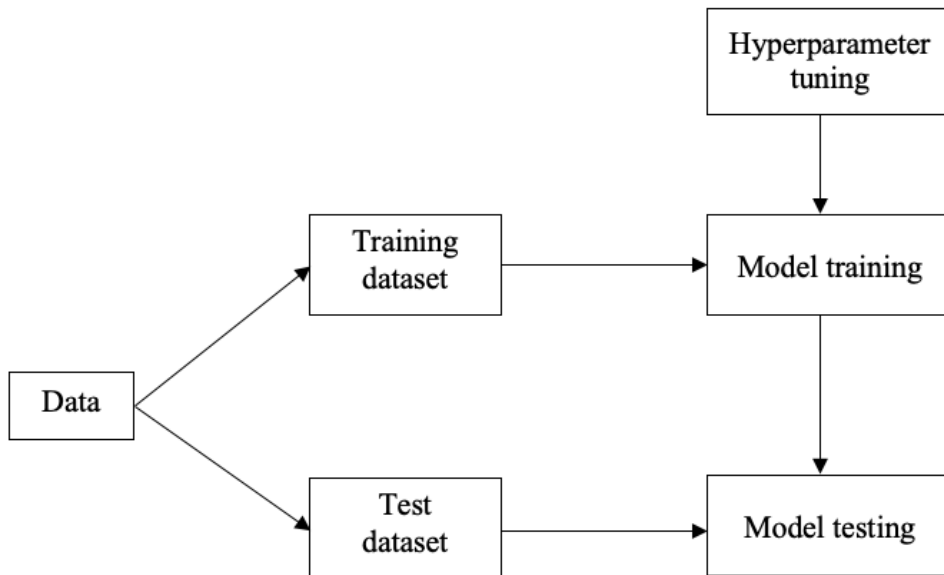 Hyperparameter
tuning
Training
dataset
Model training
Data
Test
dataset
Model testing